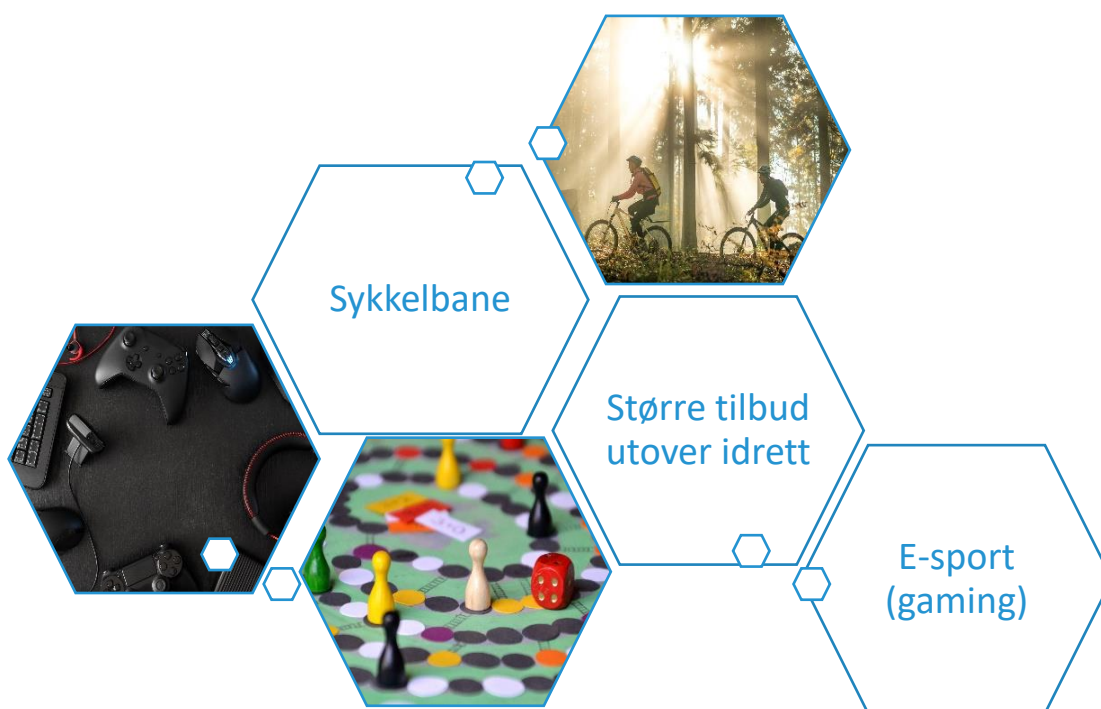 Sykkelbane
Større tilbud
utover idrett
E-sport
(gaming)